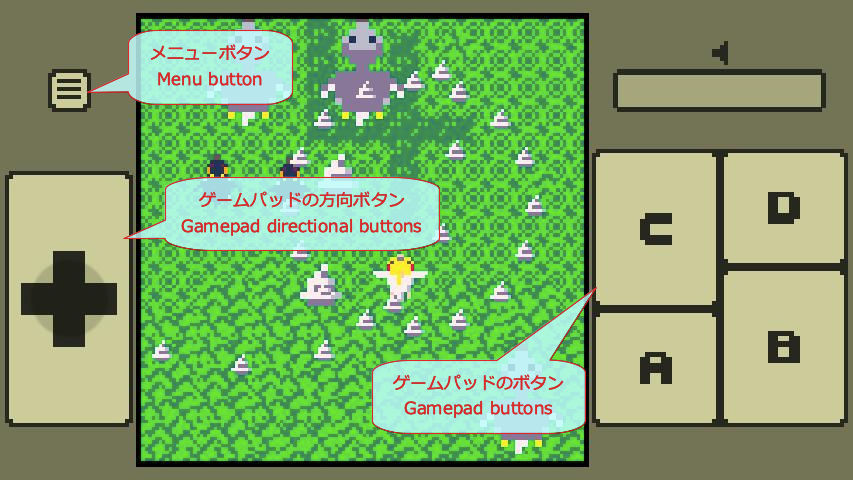 メニューボタン
Menu button
ゲームパッドの方向ボタン
Gamepad directional buttons
ゲームパッドのボタン
Gamepad buttons
C
D
A
B